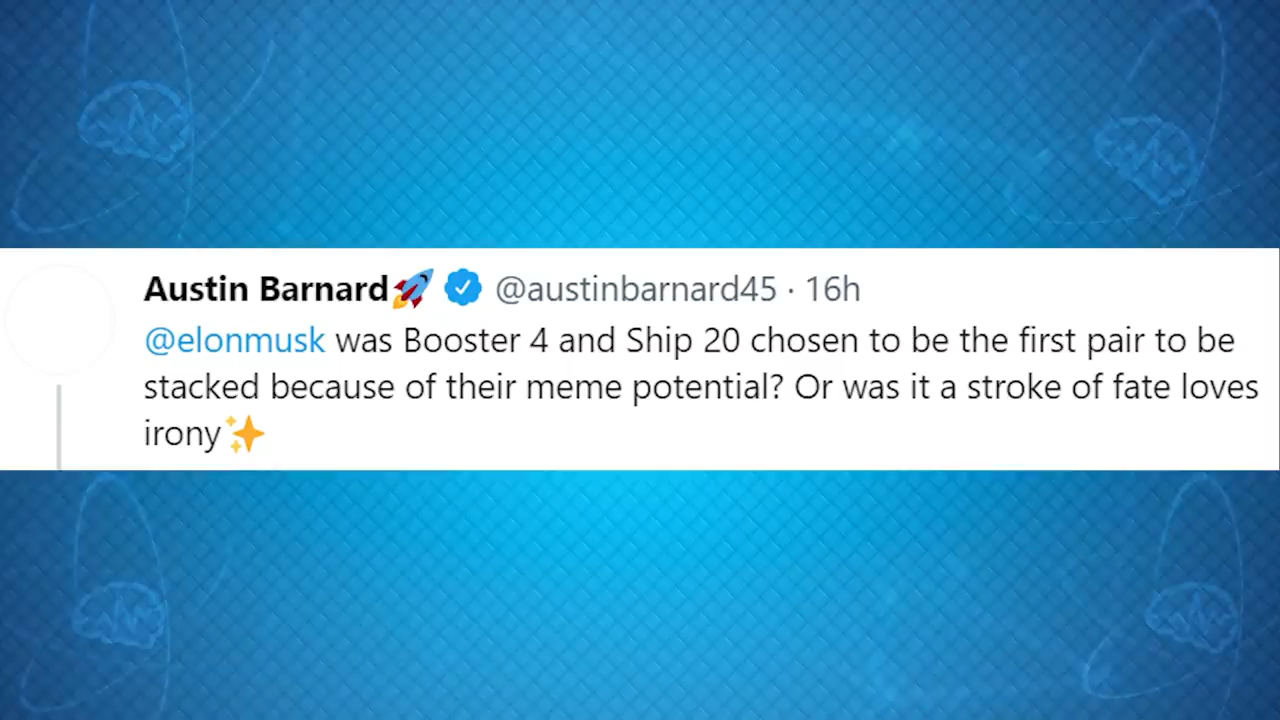 Austin Barnard🚀 @austinbarnard45 · 16h
@elonmusk was Booster 4 and Ship 20 chosen to be the first pair to be
stacked because of their meme potential? Or was it a stroke of fate loves
irony✨